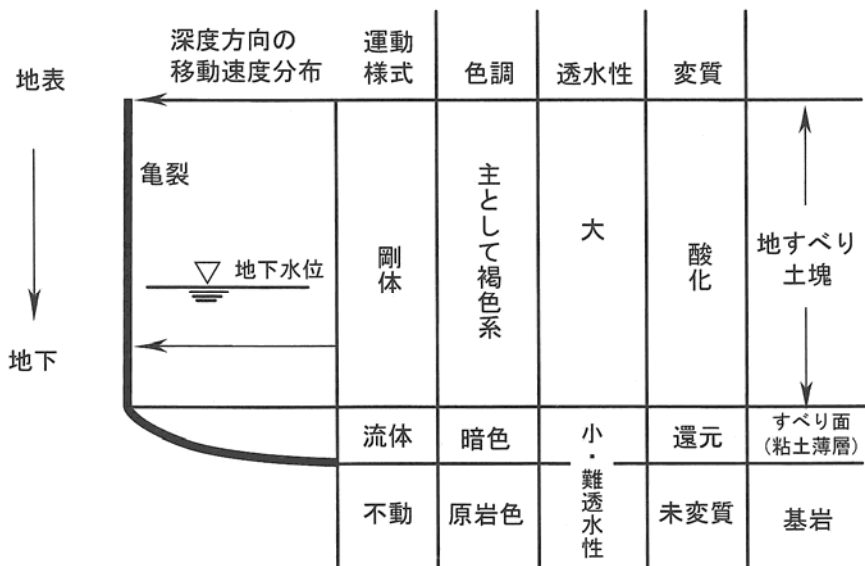 地表
深度方向の
移動速度分布
運動
様式
色調
透水性
変質
亀裂
地下水位
地下
剛体
主として褐色系
大
酸化
地すべり
土塊
流体
暗色
小・難透水性
還元
すべり面
(粘土薄層)
不動
原岩色
未変質
基岩